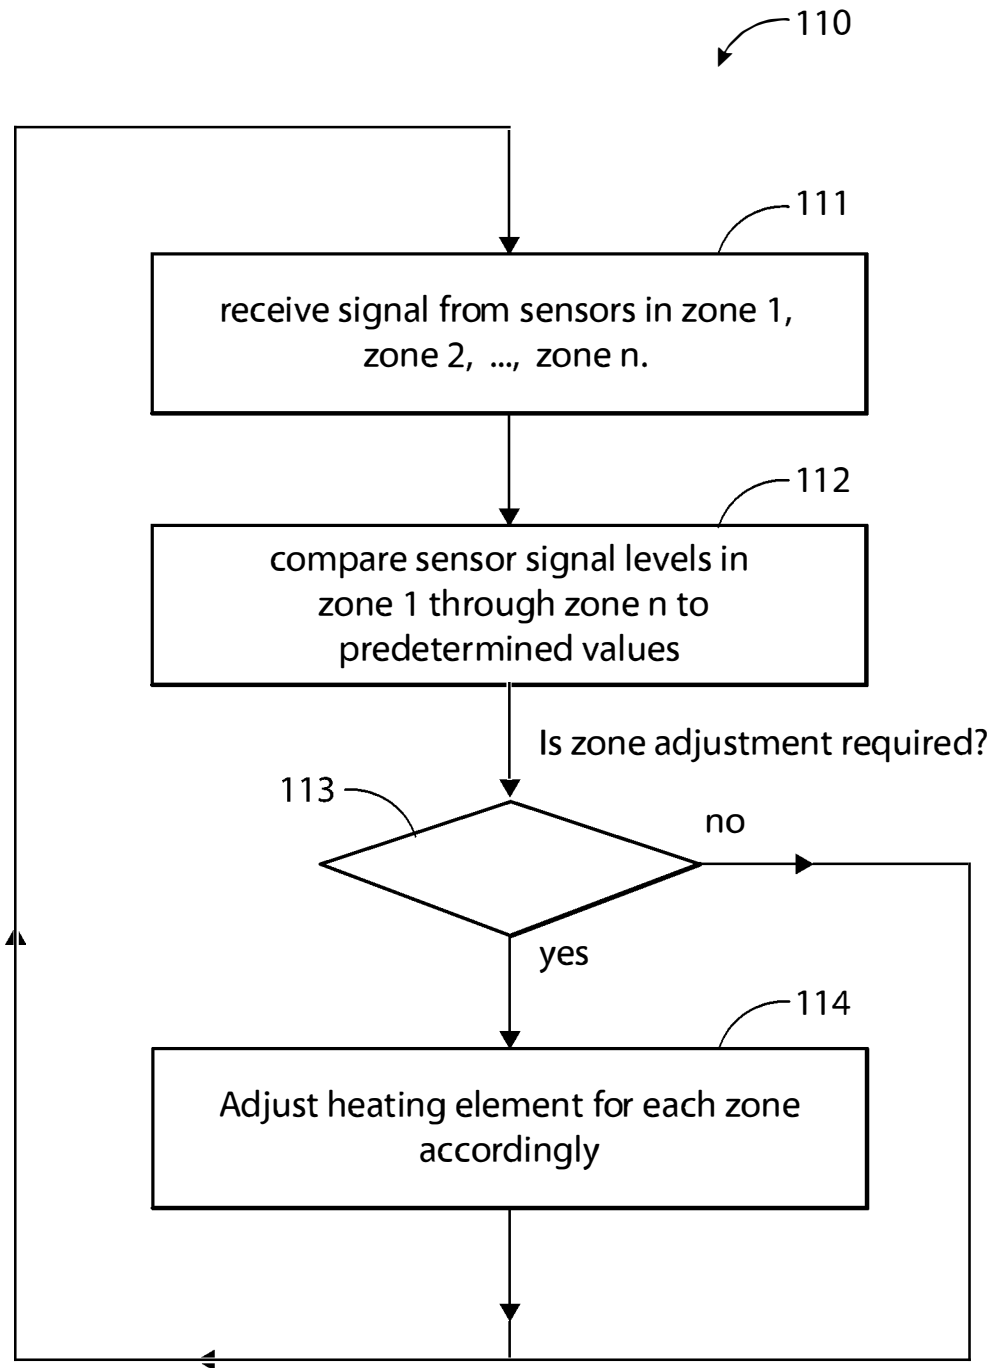 110
111
receive signal from sensors in zone 1,
zone 2, ..., zone n.
112
compare sensor signal levels in
zone 1 through zone n to
predetermined values
Is zone adjustment required?
113
no
yes
114
Adjust heating element for each zone
accordingly